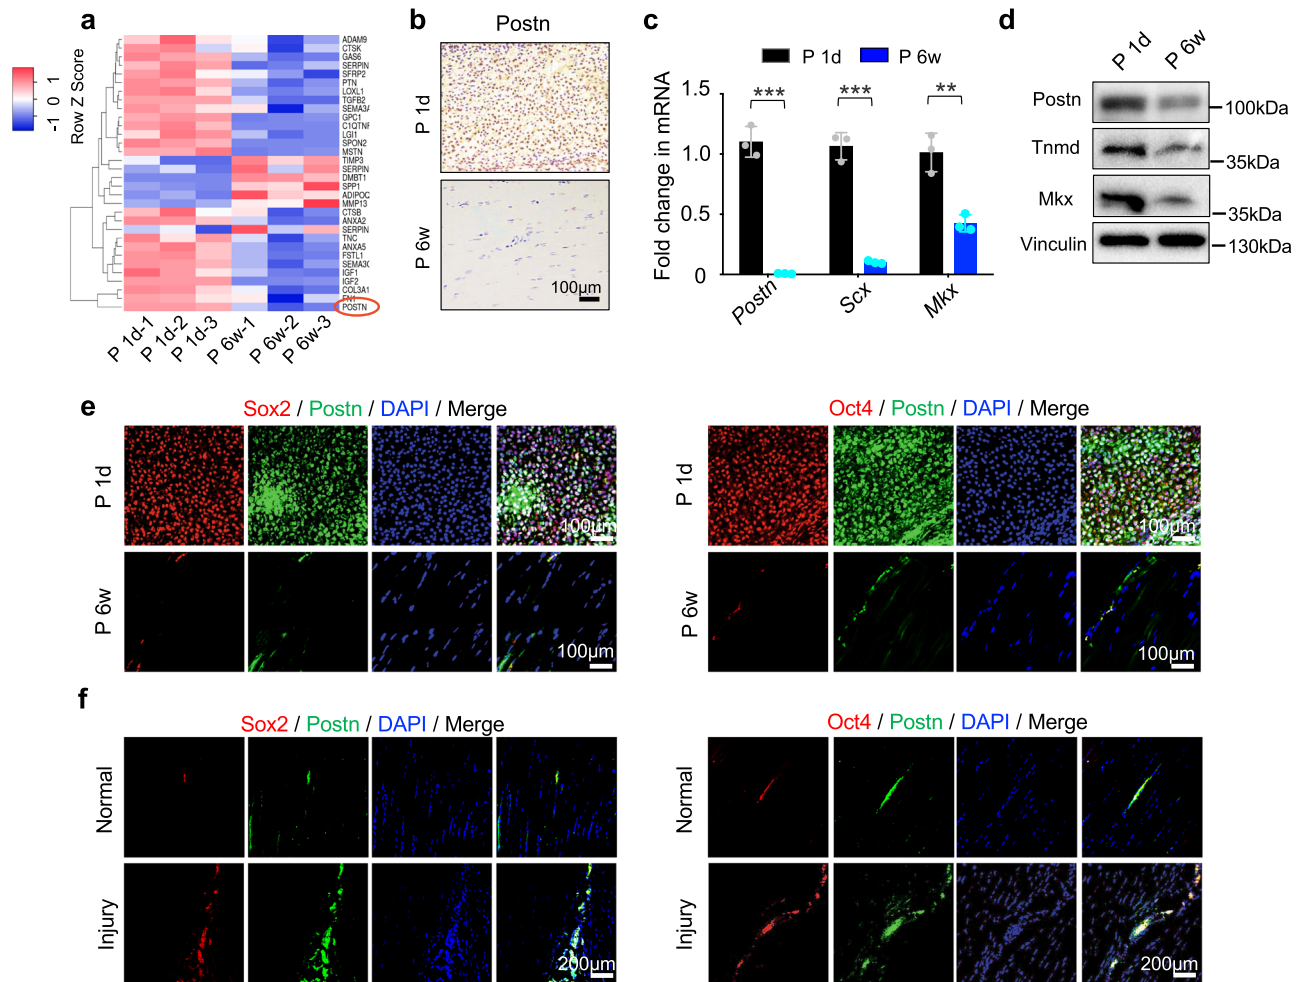 a
Row Z Score
-1 0 1
ADAM9
CTSK
GAS6
SERPIN
SFRP2
PTN
LOXL1
TGFB2
SEMA3A
GPC1
C1QTNF
LGI1
SPON2
MSTN
TIMP3
SERPIN
DMBT1
SPP1
ADIPOQ
MMP13
CTSB
ANXA2
SERPIN
TNC
ANXA5
FSTL1
SEMA3C
IGF1
IGF2
COL3A1
FN1
POSTN
P 1d-1
P 1d-2
P 1d-3
P 6w-1
P 6w-2
P 6w-3
b
Postn
P 1d
P 6w
100µm
c
P 1d P 6w
Fold change in mRNA
1.5
1.0
0.5
0
*** *** **
Postn Scx Mkx
d
P 1d P 6w
Postn 100kDa
Tnmd 35kDa
Mkx 35kDa
Vinculin 130kDa
e
Sox2 / Postn / DAPI / Merge
P 1d
100µm
P 6w
100µm
Oct4 / Postn / DAPI / Merge
P 1d
100µm
P 6w
100µm
f
Sox2 / Postn / DAPI / Merge
Normal
Injury
200µm
Oct4 / Postn / DAPI / Merge
Normal
Injury
200µm